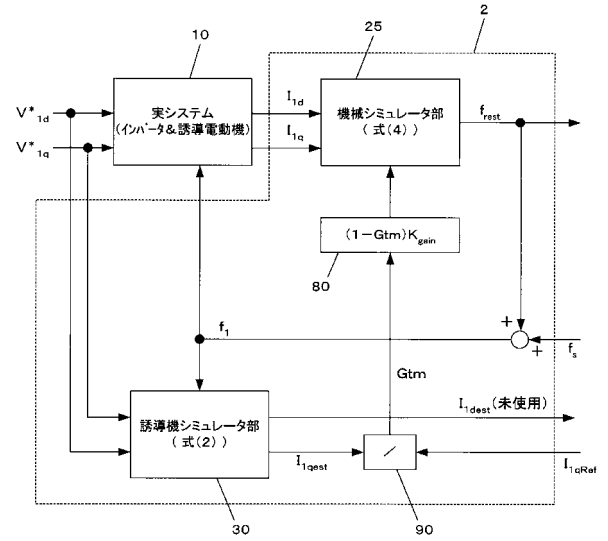 10
25
2
V*1d
V*1q
実システム
(インバータ&誘導電動機)
I1d
I1q
機械シミュレータ部
( 式(4) )
frest
(1-Gtm)Kgain
80
f1
+
+
fs
Gtm
誘導機シミュレータ部
( 式(2) )
I1dest(未使用)
I1qest
/
I1qRef
30
90